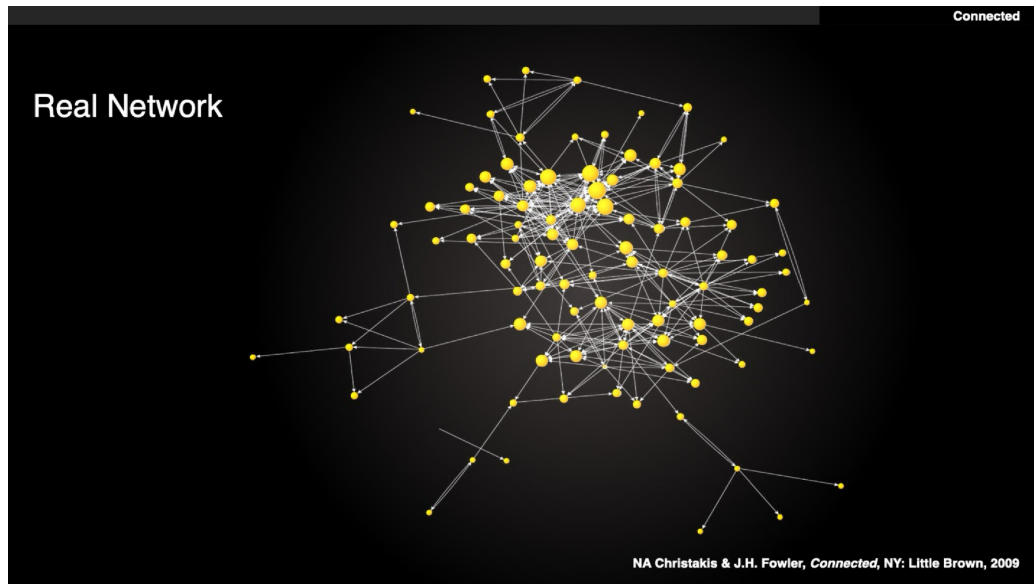 Connected
Real Network
NA Christakis & J.H. Fowler, Connected, NY: Little Brown, 2009